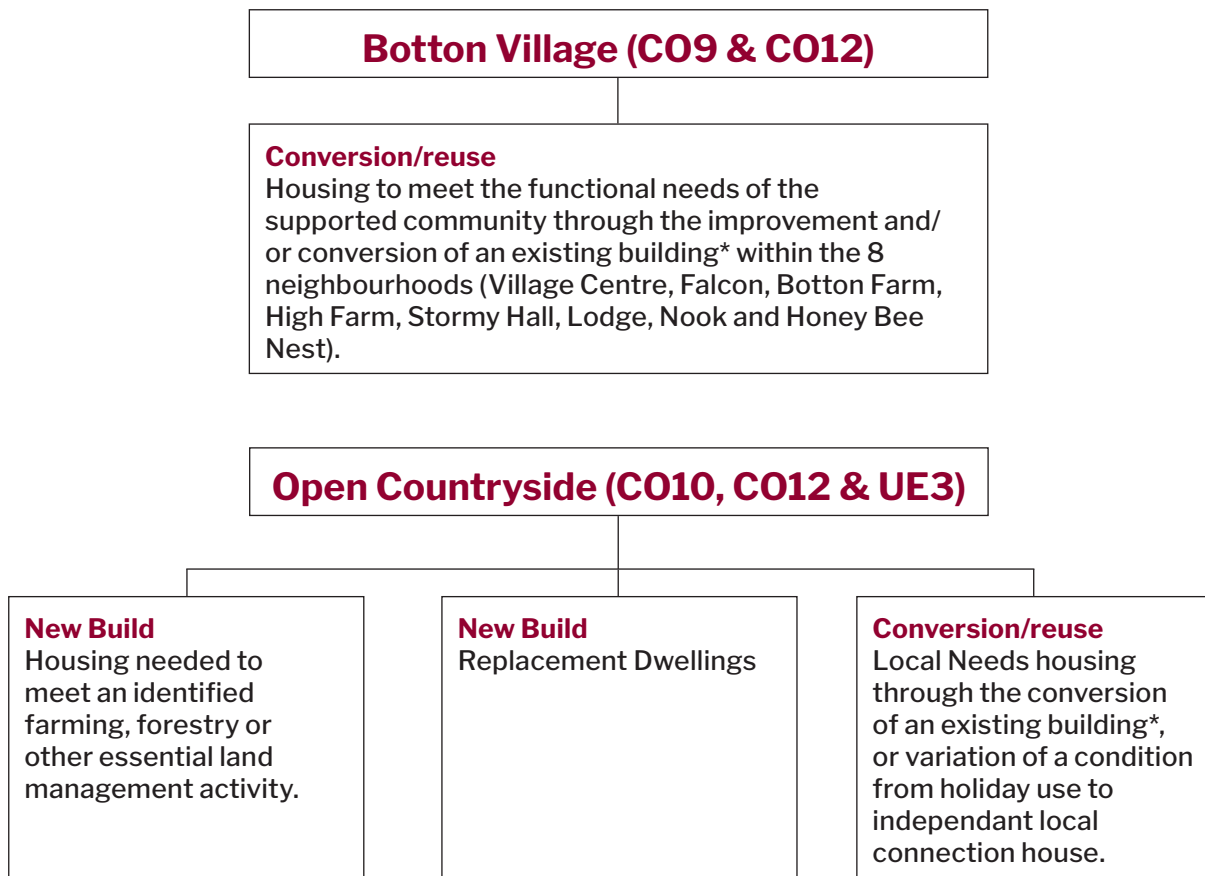 Botton Village (CO9 & CO12)
Conversion/reuse
Housing to meet the functional needs of the
supported community through the improvement and/
or conversion of an existing building* within the 8
neighbourhoods (Village Centre, Falcon, Botton Farm,
High Farm, Stormy Hall, Lodge, Nook and Honey Bee
Nest).
Open Countryside (CO10, CO12 & UE3)
New Build
Housing needed to
meet an identified
farming, forestry or
other essential land
management activity.
New Build
Replacement Dwellings
Conversion/reuse
Local Needs housing
through the conversion
of an existing building*,
or variation of a condition
from holiday use to
independant local
connection house.